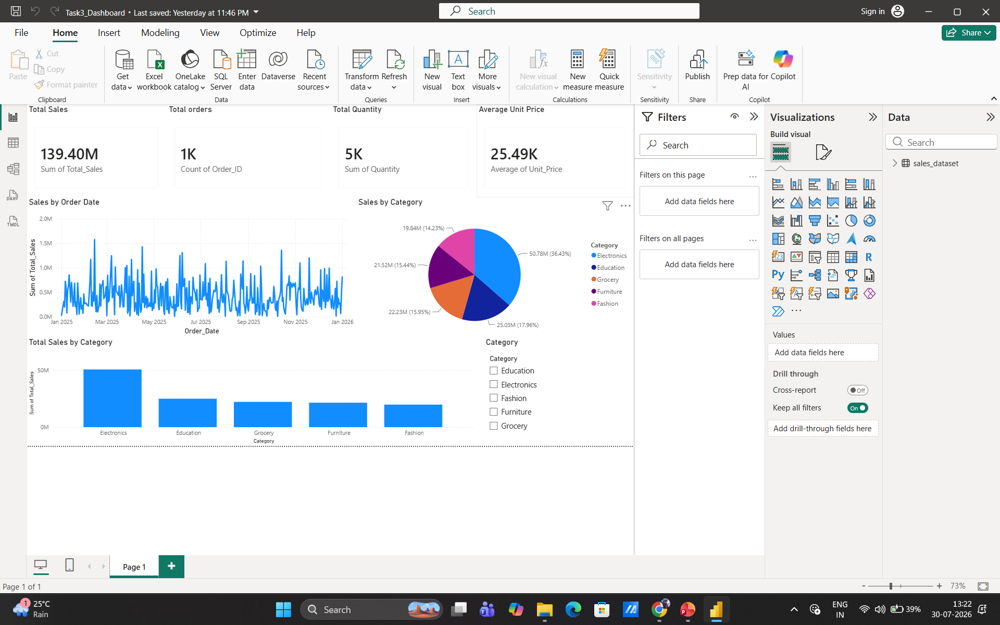 Task3_Dashboard • Last saved: Yesterday at 11:46 PM
Search
Sign in
File Home Insert Modeling View Optimize Help
Share
Paste
Cut
Copy
Format painter
Clipboard
Get data
Excel workbook
OneLake catalog
SQL Server
Enter data
Dataverse
Recent sources
Data
Transform data
Refresh
Queries
New visual
Text box
More visuals
Insert
New visual calculation
New measure
Quick measure
Calculations
Sensitivity
Sensitivity
Publish
Share
Prep data for AI
Copilot
Copilot
Total Sales
139.40M
Sum of Total_Sales
Total orders
1K
Count of Order_ID
Total Quantity
5K
Sum of Quantity
Average Unit Price
25.49K
Average of Unit_Price
Sales by Order Date
Sum of Total_Sales
2.0M
1.5M
1.0M
0.5M
0.0M
Jan 2025 Mar 2025 May 2025 Jul 2025 Sep 2025 Nov 2025 Jan 2026
Order_Date
Sales by Category
19.84M (14.23%)
50.78M (36.43%)
21.52M (15.44%)
22.23M (15.95%)
25.03M (17.96%)
Category
Electronics
Education
Grocery
Furniture
Fashion
Total Sales by Category
Sum of Total_Sales
50M
0M
Electronics Education Grocery Furniture Fashion
Category
Category
Category
Education
Electronics
Fashion
Furniture
Grocery
Filters
Search
Filters on this page
...
Add data fields here
Filters on all pages
...
Add data fields here
Visualizations
Build visual
123
R
Py
...
Values
Add data fields here
Drill through
Cross-report
Off
Keep all filters
On
Add drill-through fields here
Data
Search
sales_dataset
DAX
TMDL
Page 1
+
Page 1 of 1
- + 73%
1
25°C
Rain
Search
ENG
IN
39%
13:22
30-07-2026